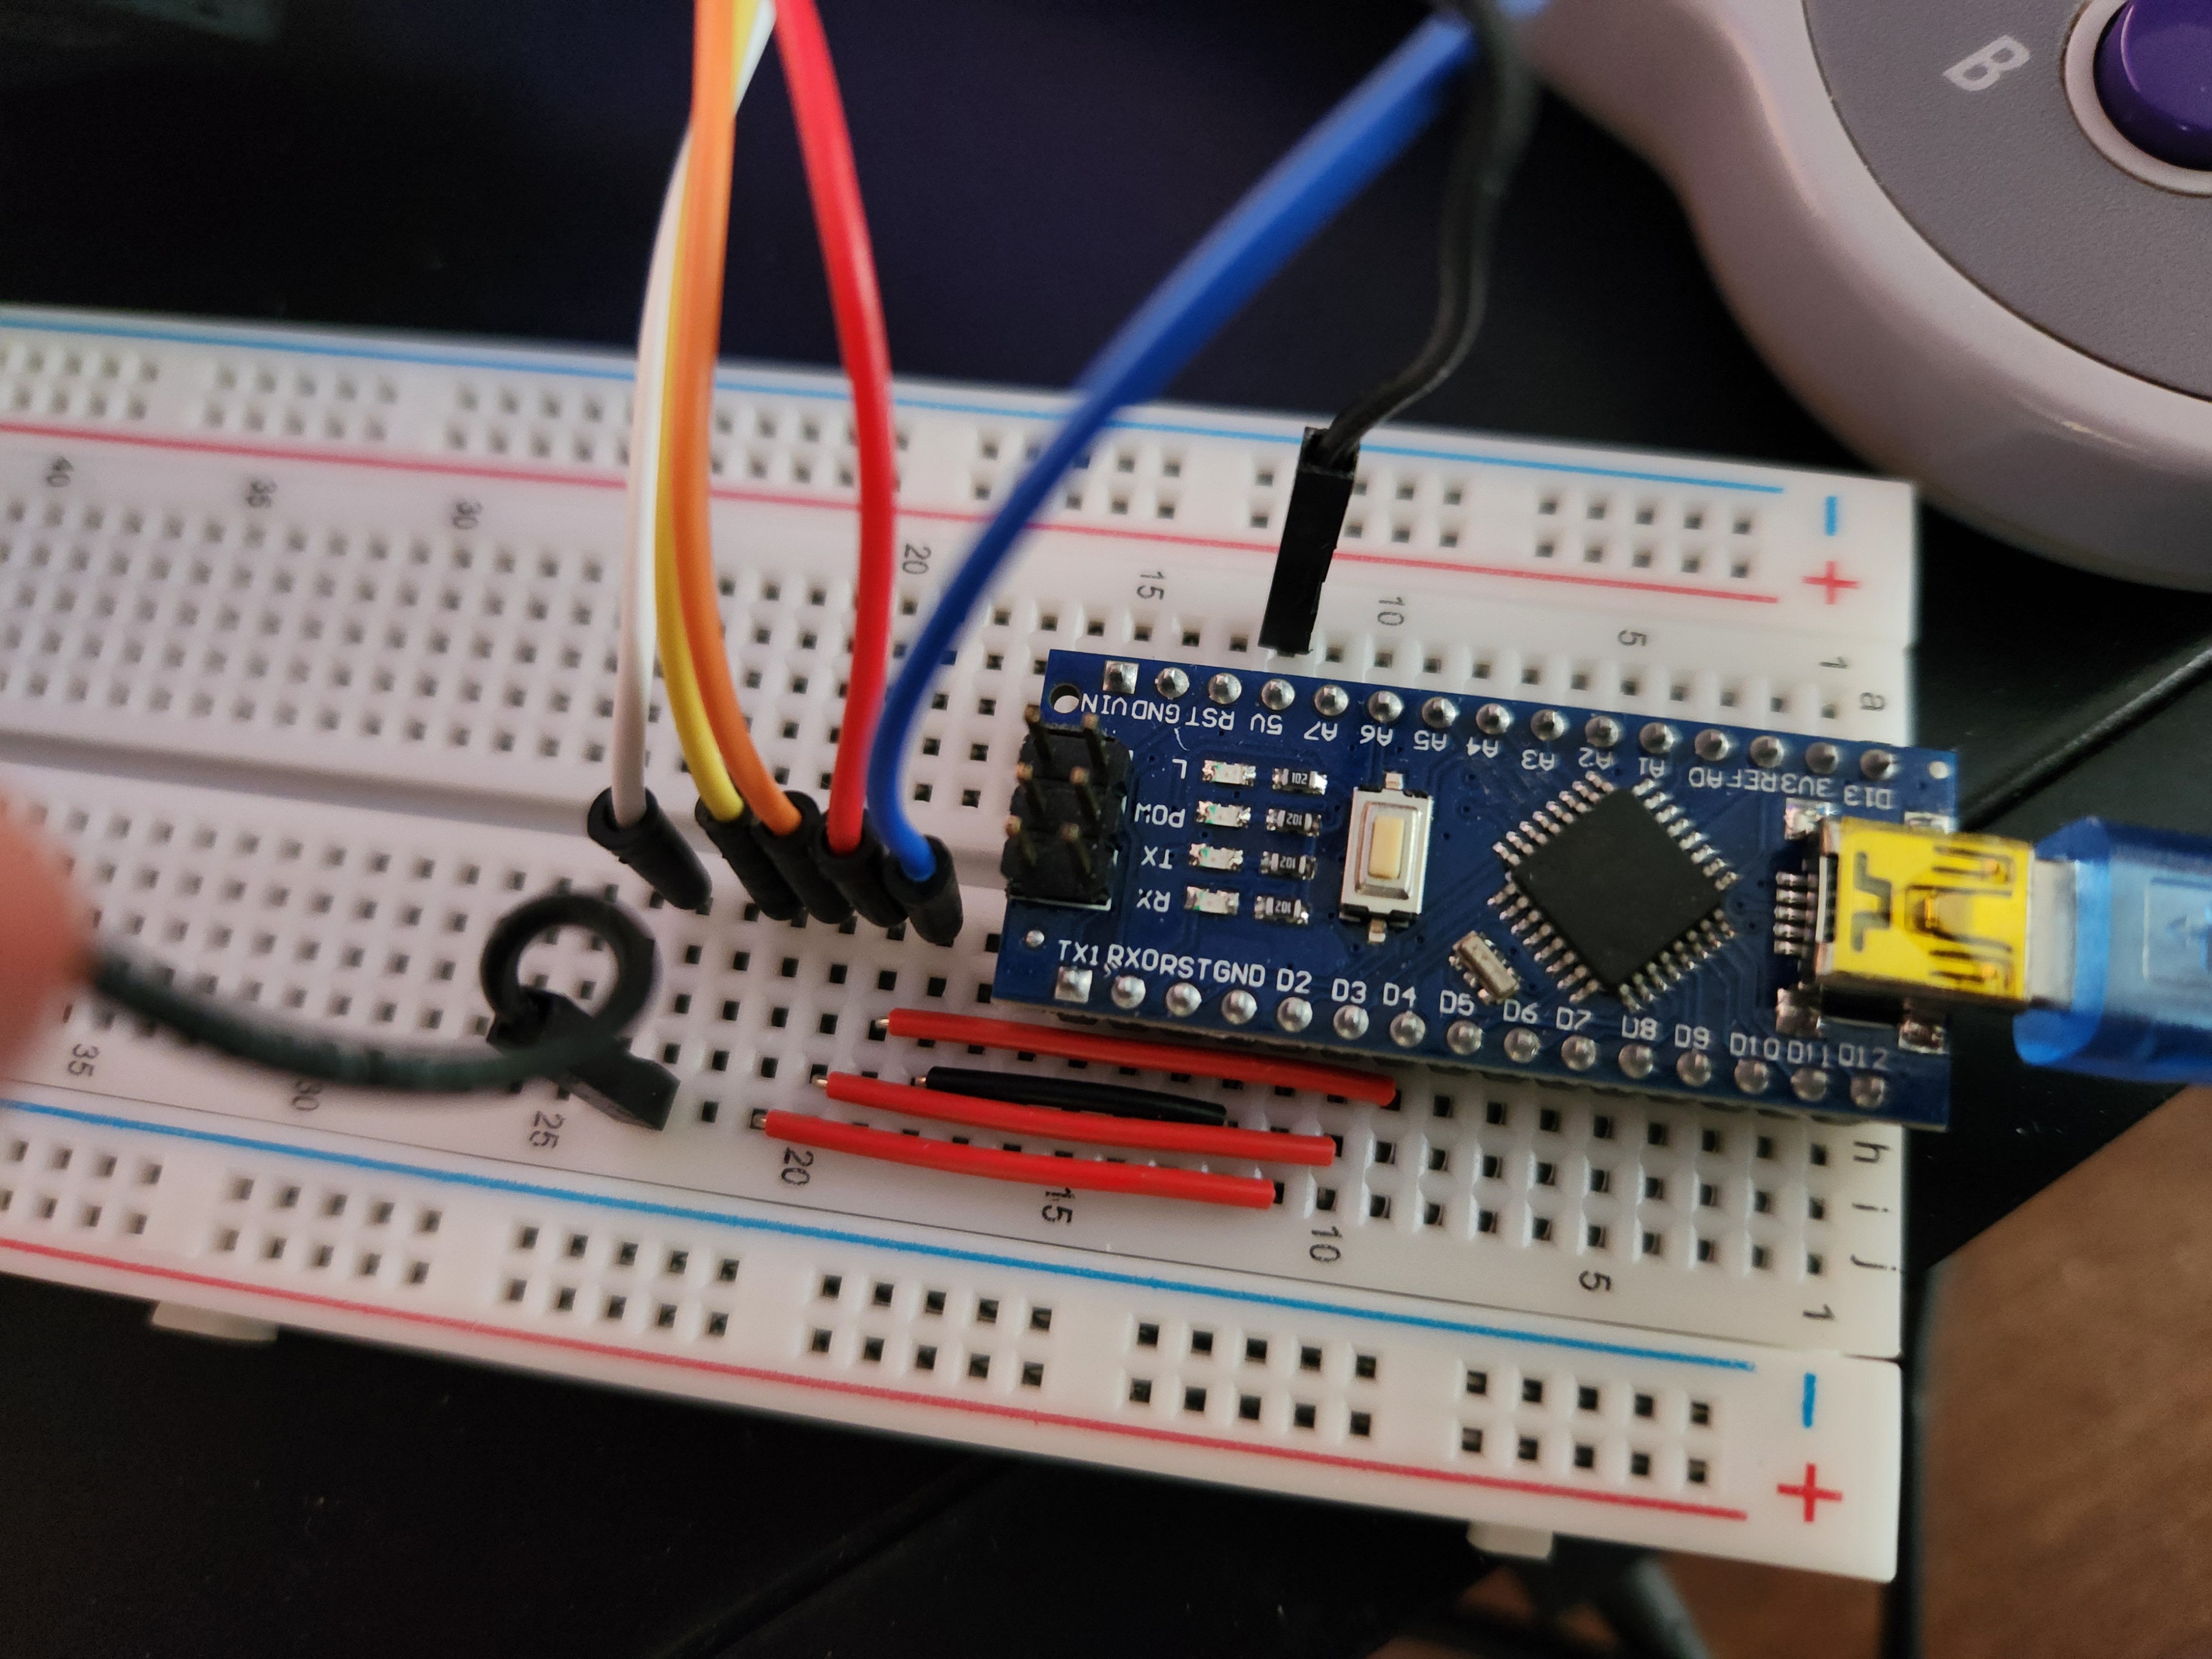 B
-
+
40
35
30
20
15
10
5
1
a
VIN GND RST 5V A7 A6 A5 A4 A3 A2 A1 A0 REF 3V3 D13
L
POW
TX
RX
102
102
102
102
TX1 RX0 RST GND D2 D3 D4 D5 D6 D7 D8 D9 D10 D11 D12
h
i
j
35
30
25
20
15
10
5
1
-
+